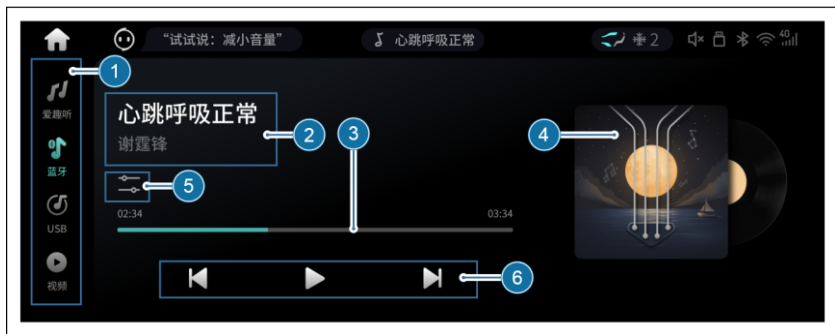 “试试说：减小音量”
心跳呼吸正常
2
40
1
爱趣听
蓝牙
USB
视频
心跳呼吸正常
谢霆锋
2
3
4
5
02:34
03:34
6